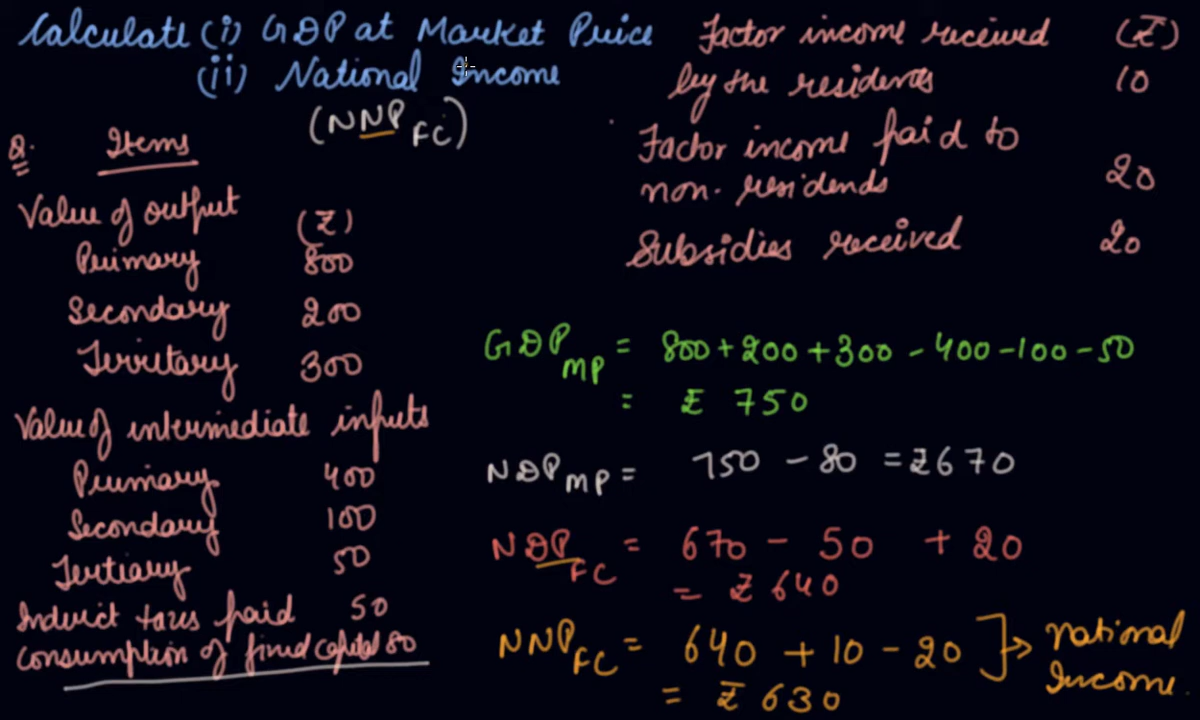 Calculate (i) GDP at Market Price
(ii) National Income
(NNP FC)
Q. Items
Value of output (₹)
Primary 800
Secondary 200
Tertiary 300
Value of intermediate inputs
Primary 400
Secondary 100
Tertiary 50
Indirect taxes paid 50
Consumption of fixed capital 80
Factor income received (₹)
by the residents 10
Factor income paid to
non-residends 20
Subsidies received 20
GDP MP = 800 + 200 + 300 - 400 - 100 - 50
= ₹ 750
NDP MP = 750 - 80 = ₹ 670
NDP FC = 670 - 50 + 20
= ₹ 640
NNP FC = 640 + 10 - 20 ] → national
= ₹ 630 Income.